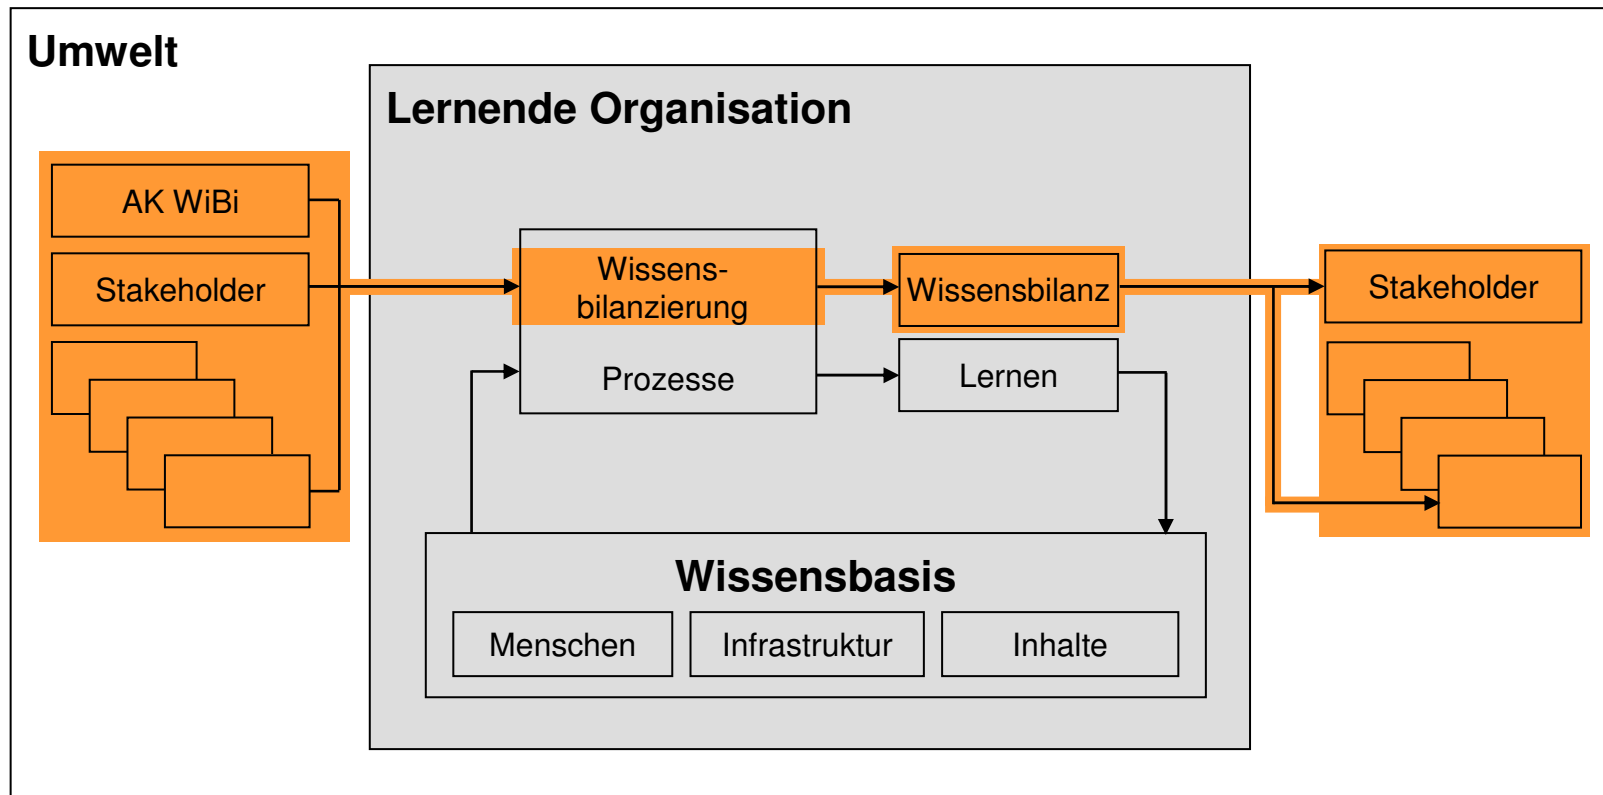 Umwelt
Lernende Organisation
AK WiBi
Stakeholder
Wissens-
bilanzierung
Prozesse
Wissensbilanz
Lernen
Stakeholder
Wissensbasis
Menschen
Infrastruktur
Inhalte